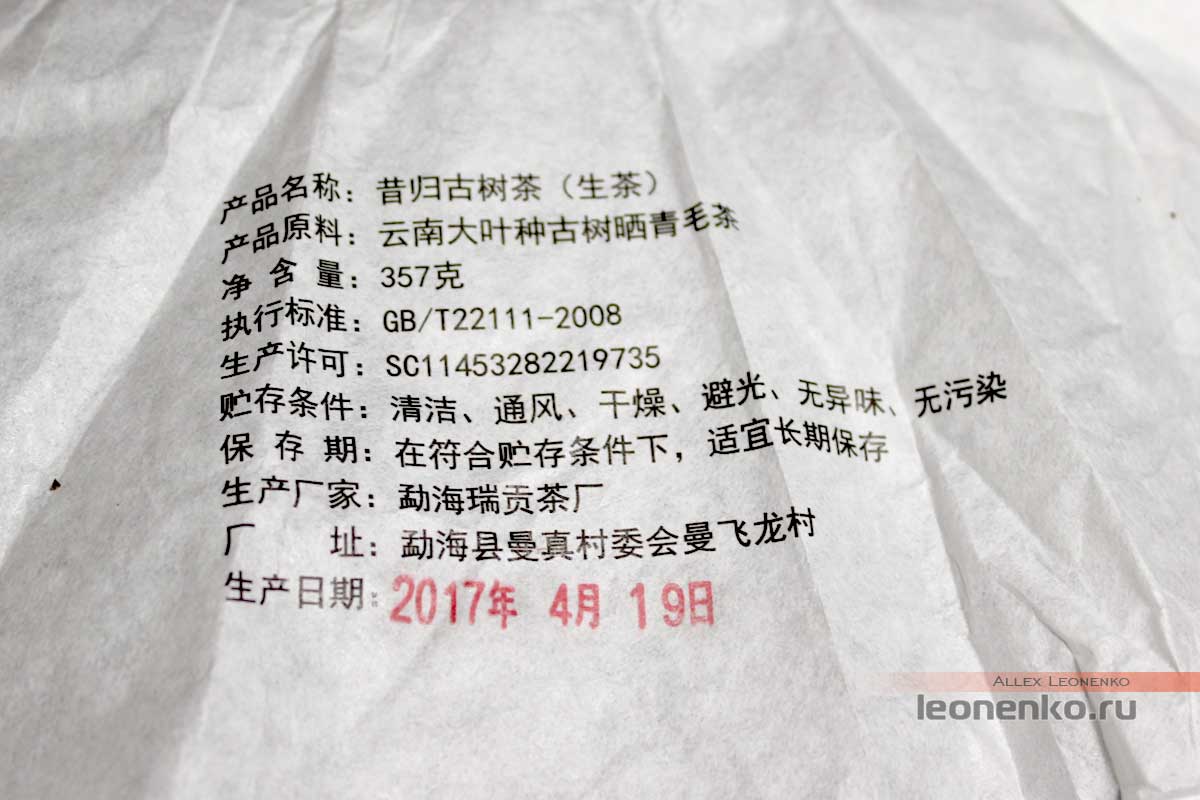 产品名称：昔归古树茶（生茶）
产品原料：云南大叶种古树晒青毛茶
净含量：357克
执行标准：GB/T22111-2008
生产许可：SC11453282219735
贮存条件：清洁、通风、干燥、避光、无异味、无污染
保存期：在符合贮存条件下，适宜长期保存
生产厂家：勐海瑞贡茶厂
厂址：勐海县曼真村委会曼飞龙村
生产日期：2017年 4月 19日
Allex Leonenko
leonenko.ru